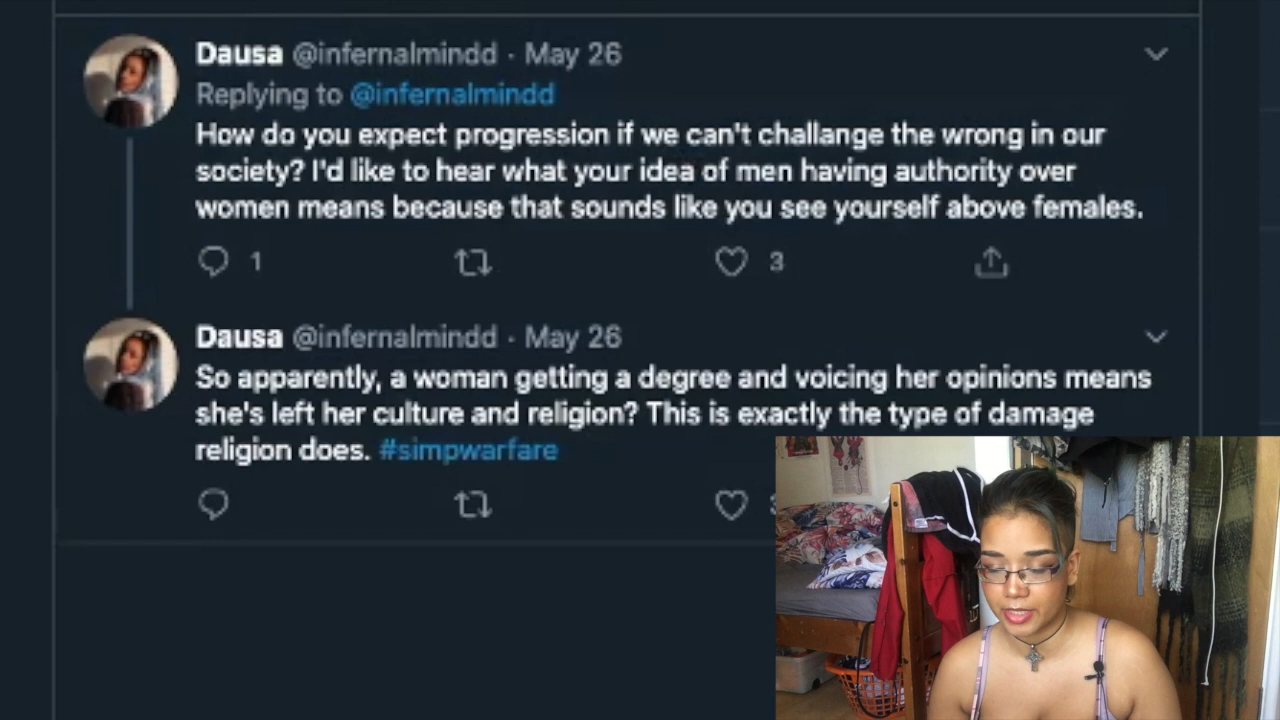 Dausa @infernalmindd · May 26
Replying to @infernalmindd
How do you expect progression if we can't challange the wrong in our
society? I'd like to hear what your idea of men having authority over
women means because that sounds like you see yourself above females.
1 3
Dausa @infernalmindd · May 26
So apparently, a woman getting a degree and voicing her opinions means
she's left her culture and religion? This is exactly the type of damage
religion does. #simpwarfare